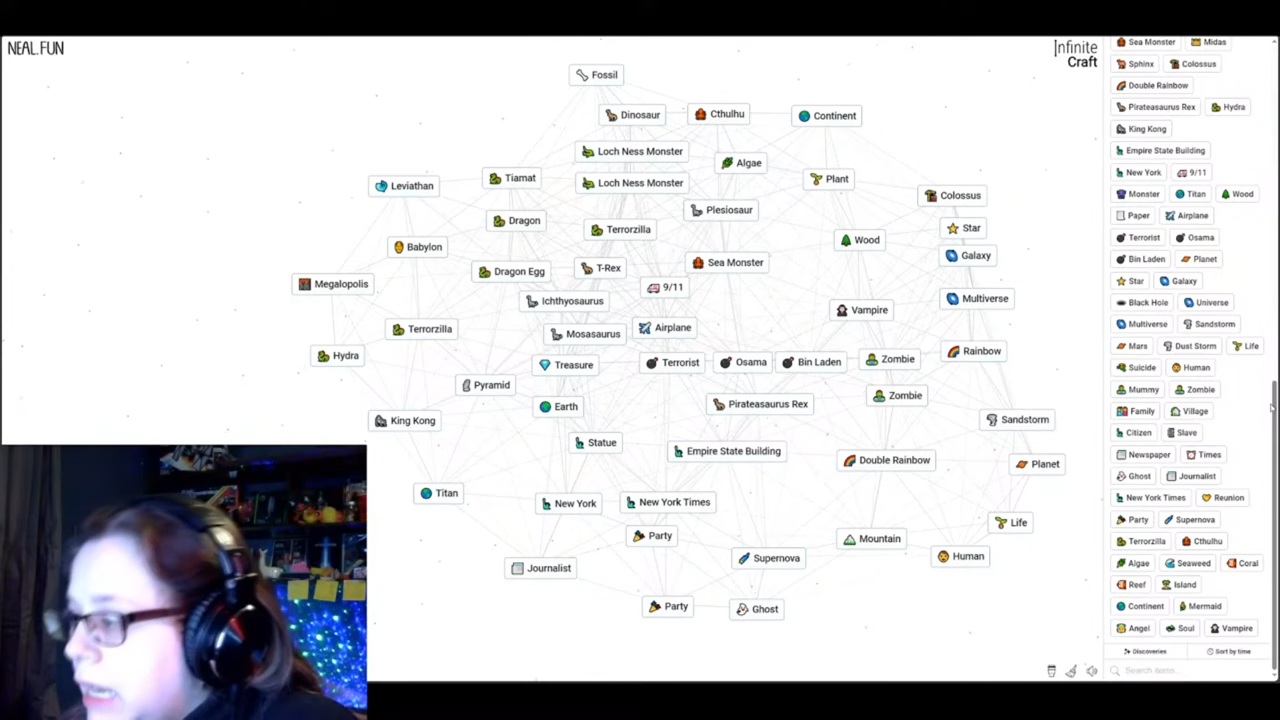 NEAL.FUN
Infinite
Craft
Fossil
Dinosaur
Cthulhu
Continent
Loch Ness Monster
Algae
Tiamat
Leviathan
Loch Ness Monster
Plant
Colossus
Dragon
Plesiosaur
Terrorzilla
Star
Babylon
Wood
Galaxy
Dragon Egg
T-Rex
Sea Monster
Megalopolis
9/11
Ichthyosaurus
Multiverse
Vampire
Terrorzilla
Mosasaurus
Airplane
Hydra
Treasure
Terrorist
Osama
Bin Laden
Zombie
Rainbow
Pyramid
Zombie
Earth
Pirateasaurus Rex
King Kong
Sandstorm
Statue
Empire State Building
Double Rainbow
Planet
Titan
New York
New York Times
Life
Party
Mountain
Supernova
Human
Journalist
Party
Ghost
Sea Monster Midas
Sphinx Colossus
Double Rainbow
Pirateasaurus Rex Hydra
King Kong
Empire State Building
New York 9/11
Monster Titan Wood
Paper Airplane
Terrorist Osama
Bin Laden Planet
Star Galaxy
Black Hole Universe
Multiverse Sandstorm
Mars Dust Storm Life
Suicide Human
Mummy Zombie
Family Village
Citizen Slave
Newspaper Times
Ghost Journalist
New York Times Reunion
Party Supernova
Terrorzilla Cthulhu
Algae Seaweed Coral
Reef Island
Continent Mermaid
Angel Soul Vampire
Discoveries Sort by time
Search items...